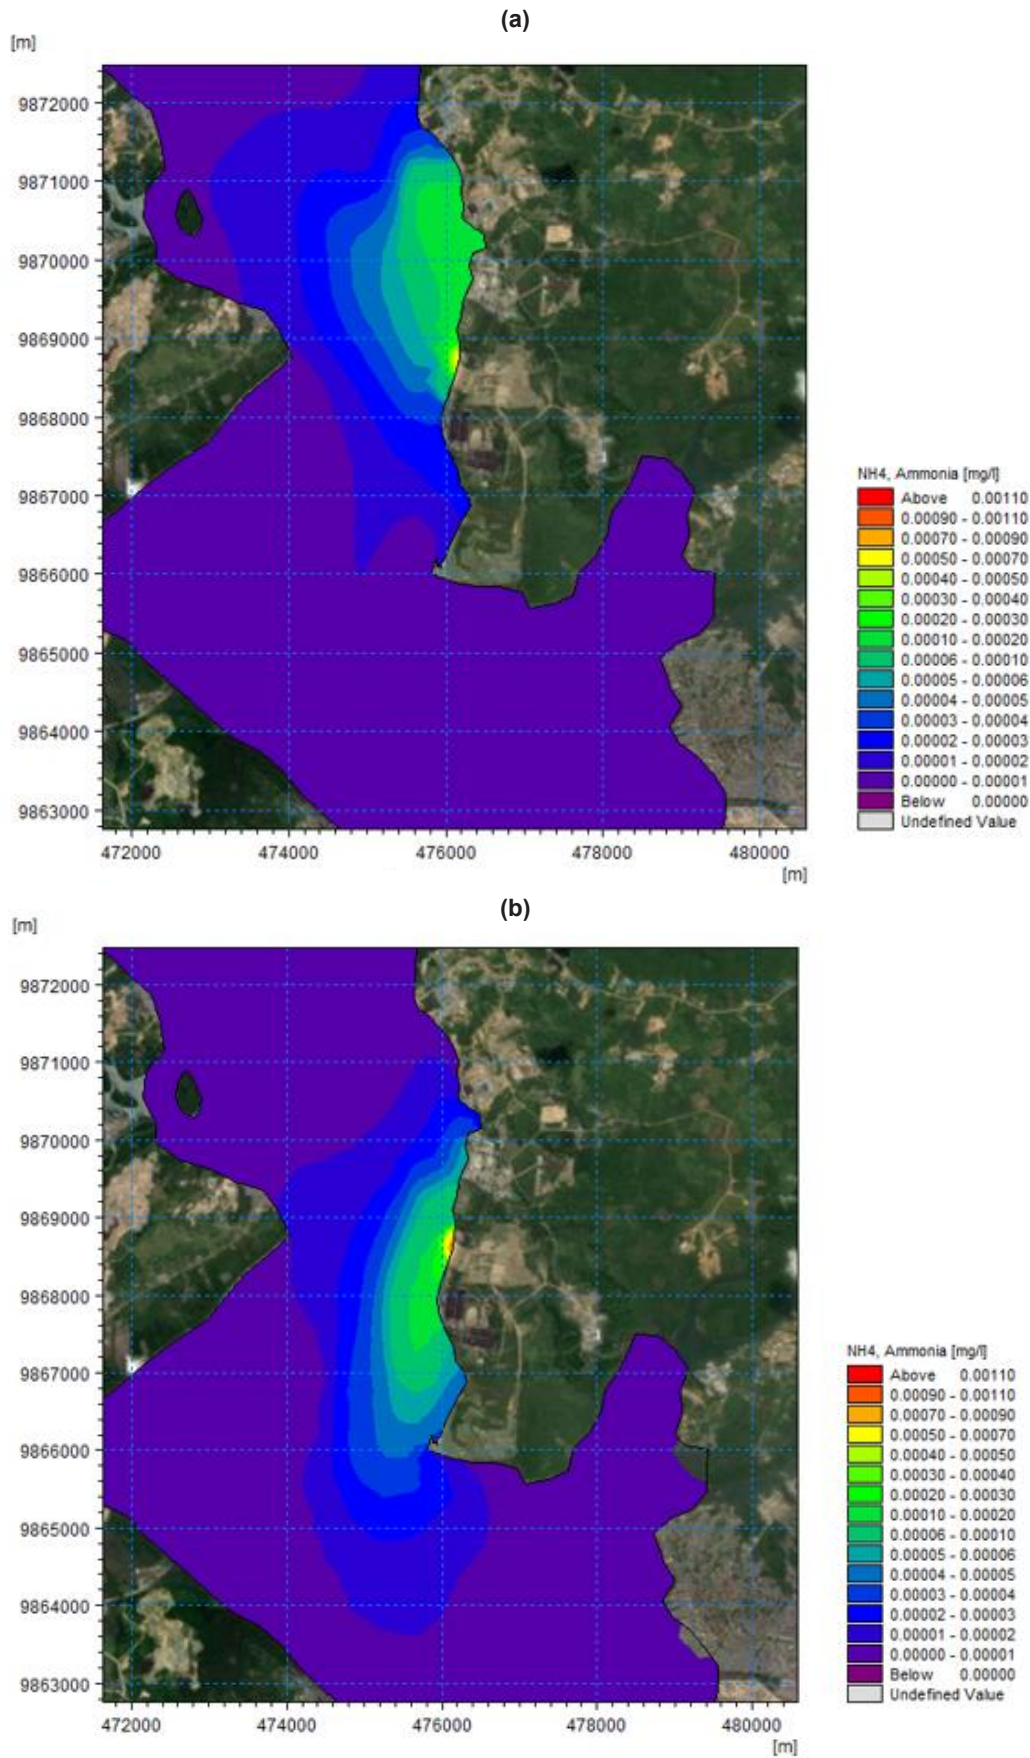 (a)
[m]
9872000
9871000
9870000
9869000
9868000
9867000
9866000
9865000
9864000
9863000
472000 474000 476000 478000 480000
[m]
NH4, Ammonia [mg/l]
Above 0.00110
0.00090 - 0.00110
0.00070 - 0.00090
0.00050 - 0.00070
0.00040 - 0.00050
0.00030 - 0.00040
0.00020 - 0.00030
0.00010 - 0.00020
0.00006 - 0.00010
0.00005 - 0.00006
0.00004 - 0.00005
0.00003 - 0.00004
0.00002 - 0.00003
0.00001 - 0.00002
0.00000 - 0.00001
Below 0.00000
Undefined Value
(b)
[m]
9872000
9871000
9870000
9869000
9868000
9867000
9866000
9865000
9864000
9863000
472000 474000 476000 478000 480000
[m]
NH4, Ammonia [mg/l]
Above 0.00110
0.00090 - 0.00110
0.00070 - 0.00090
0.00050 - 0.00070
0.00040 - 0.00050
0.00030 - 0.00040
0.00020 - 0.00030
0.00010 - 0.00020
0.00006 - 0.00010
0.00005 - 0.00006
0.00004 - 0.00005
0.00003 - 0.00004
0.00002 - 0.00003
0.00001 - 0.00002
0.00000 - 0.00001
Below 0.00000
Undefined Value